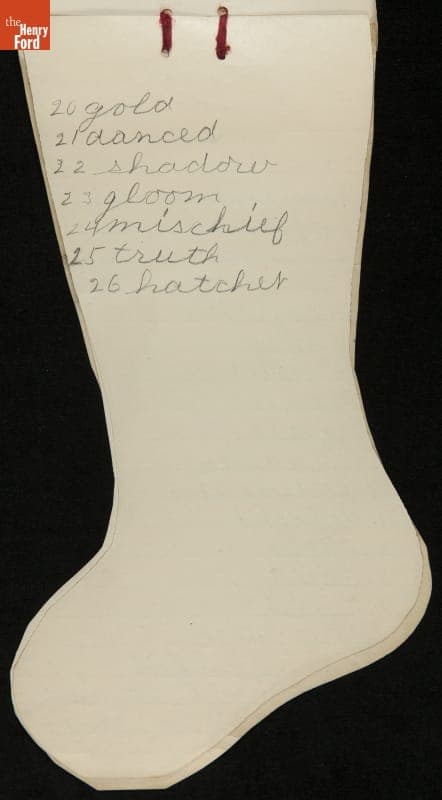 the
Henry
Ford
20 gold
21 danced
22 shadow
23 gloom
24 mischief
25 truth
26 hatchet